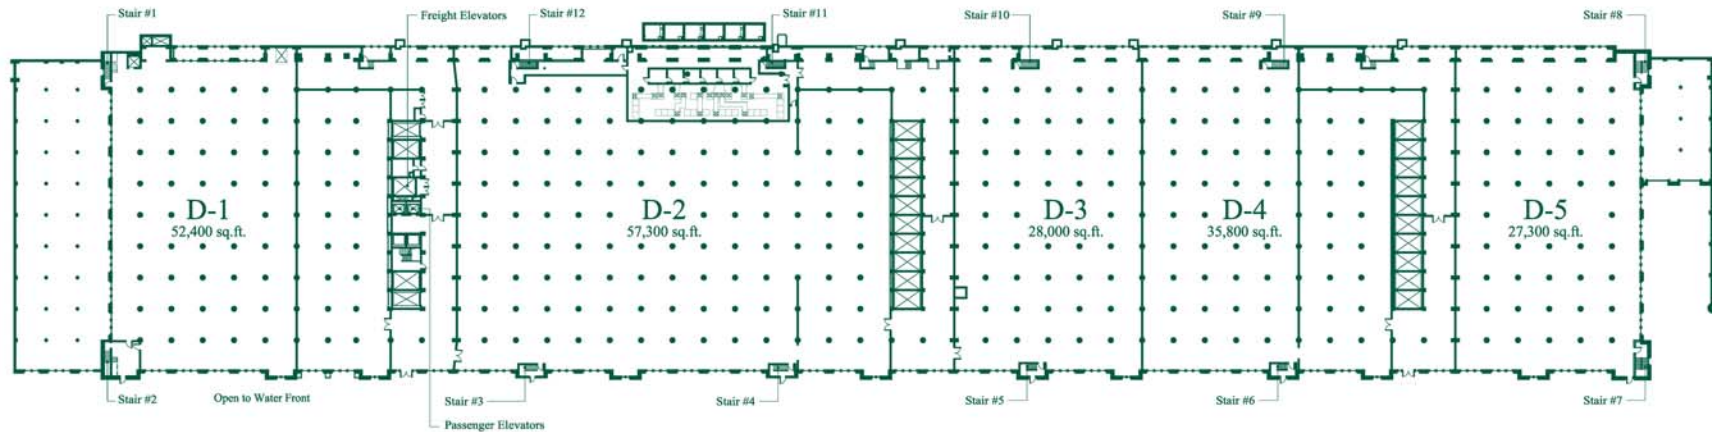 Stair #1
Freight Elevators
Stair #12
Stair #11
Stair #10
Stair #9
Stair #8
D-1
52,400 sq.ft.
D-2
57,300 sq.ft.
D-3
28,000 sq.ft.
D-4
35,800 sq.ft.
D-5
27,300 sq.ft.
Stair #2
Open to Water Front
Stair #3
Stair #4
Stair #5
Stair #6
Stair #7
Passenger Elevators